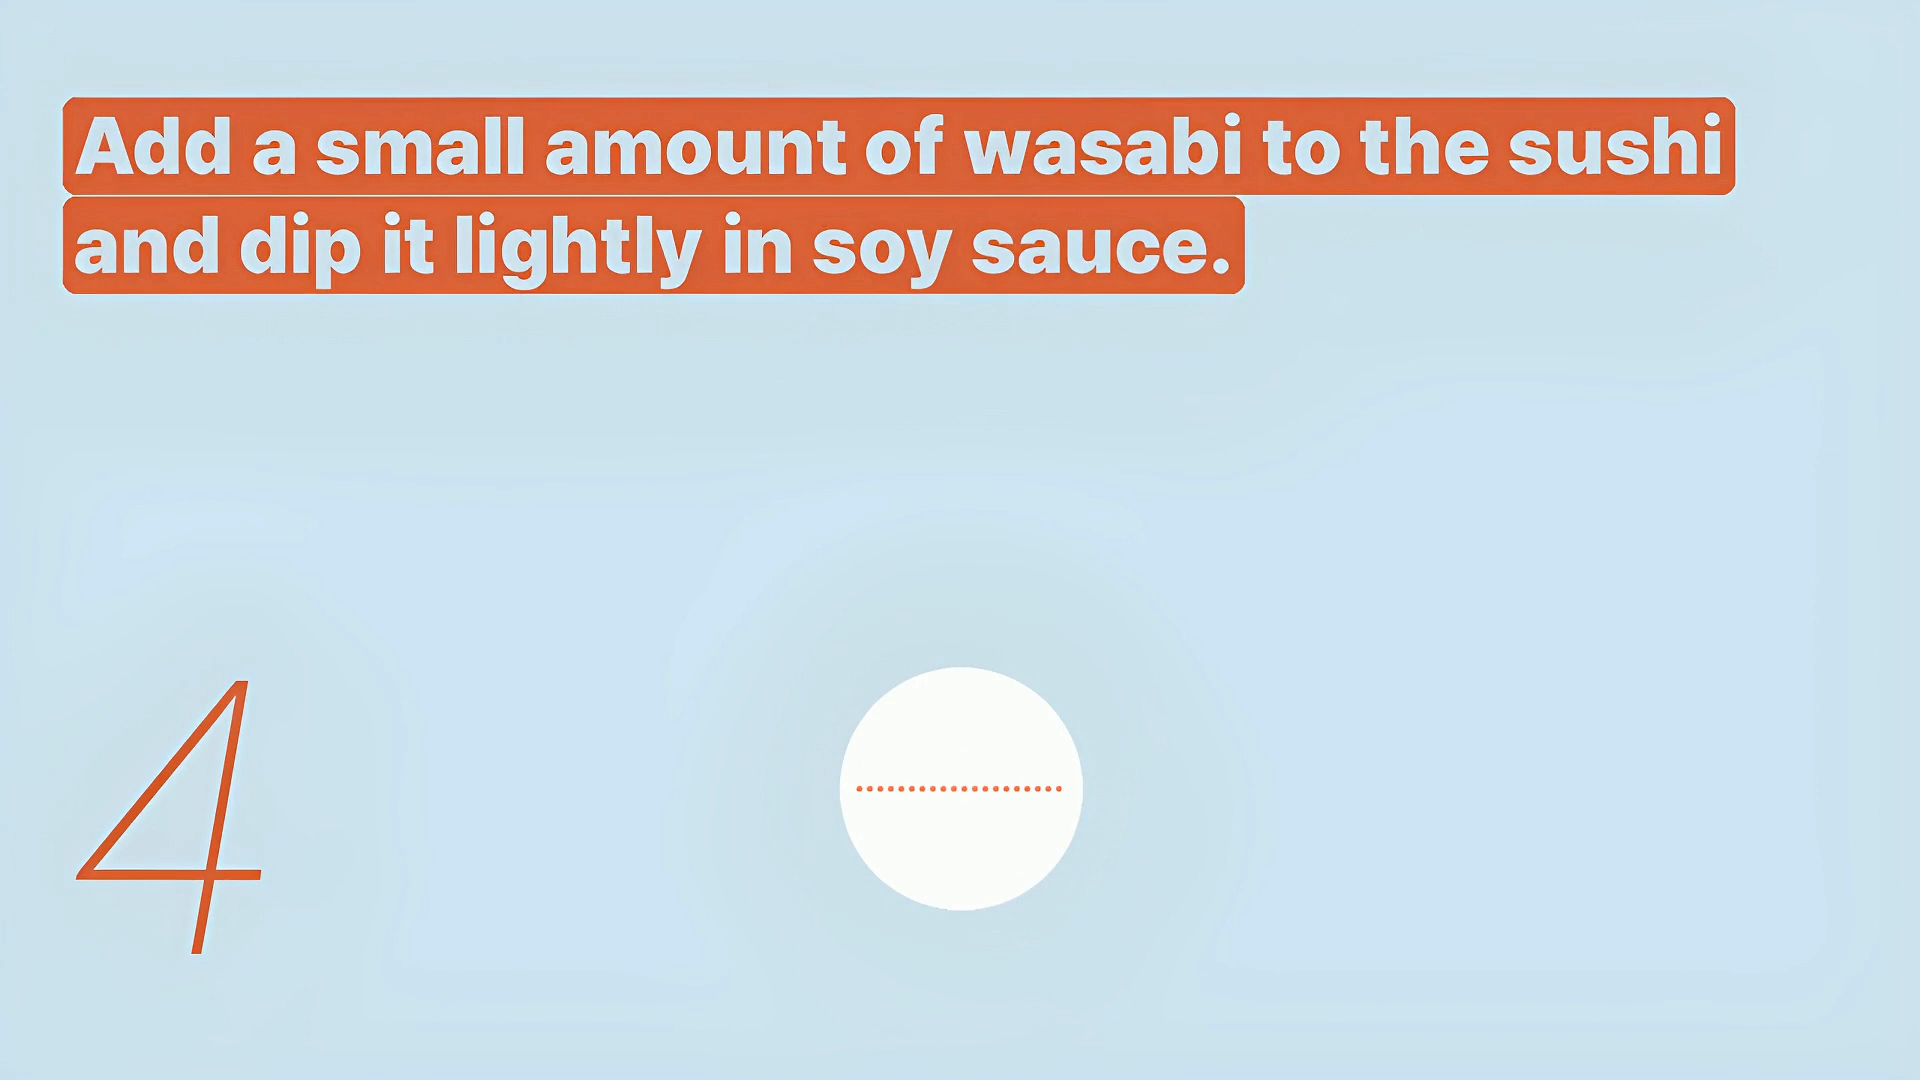 Add a small amount of wasabi to the sushi
and dip it lightly in soy sauce.
4